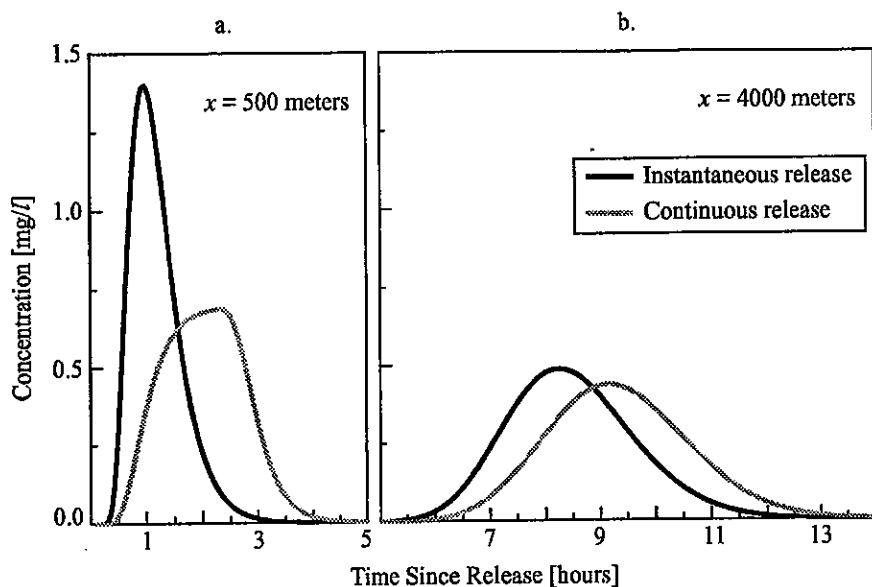 a.
b.
1.5
x = 500 meters
x = 4000 meters
Instantaneous release
Continuous release
1.0
Concentration [mg/l]
0.5
0.0
1 3 5 7 9 11 13
Time Since Release [hours]